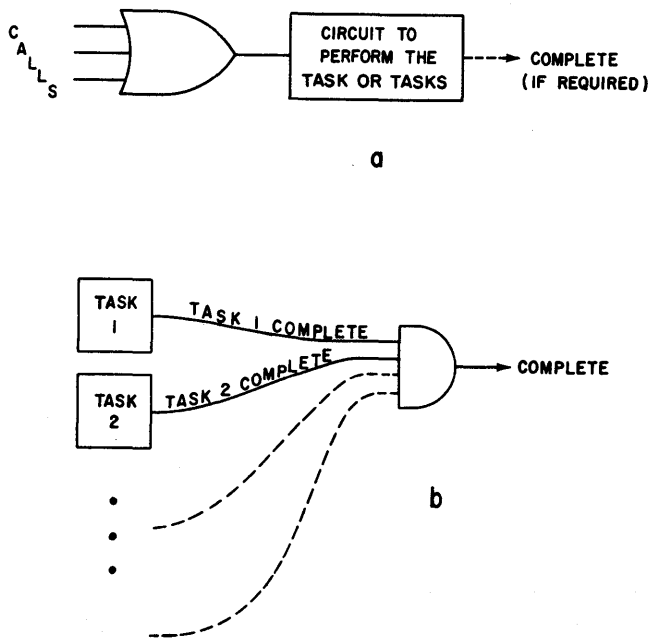 CALLS
CIRCUIT TO
PERFORM THE
TASK OR TASKS
COMPLETE
(IF REQUIRED)
a
TASK
1
TASK 1 COMPLETE
TASK
2
TASK 2 COMPLETE
COMPLETE
b